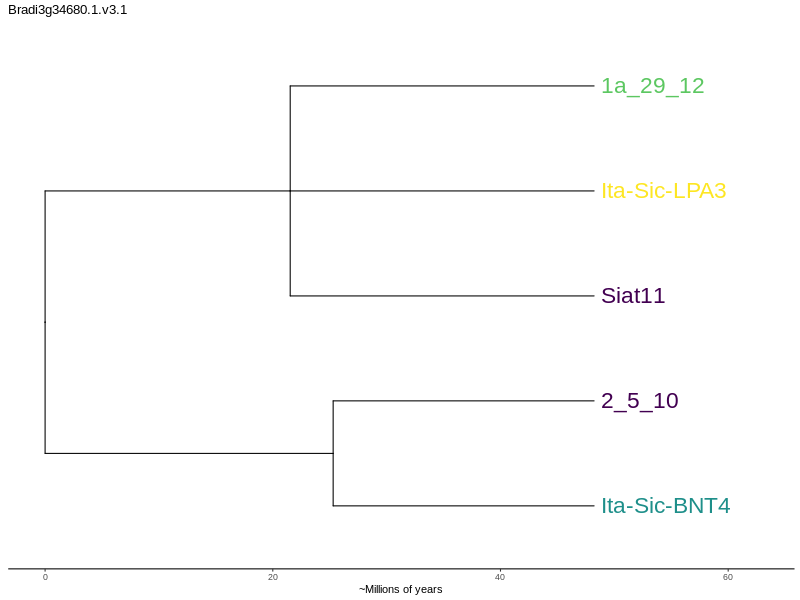 Bradi3g34680.1.v3.1
1a_29_12
Ita-Sic-LPA3
Siat11
2_5_10
Ita-Sic-BNT4
0 20 40 60
~Millions of years